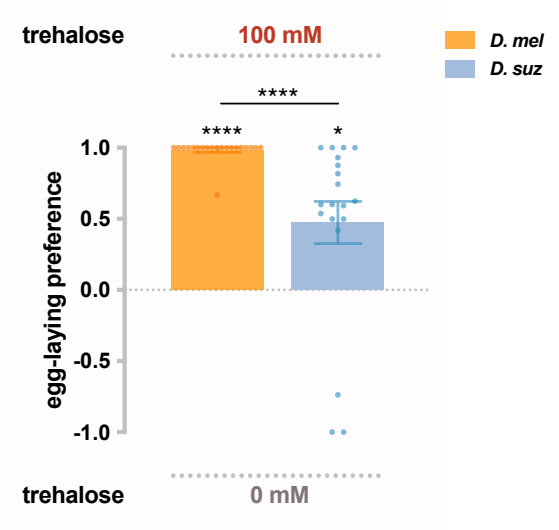 trehalose 100 mM
D. mel
D. suz
****
**** *
1.0
0.5
0.0
-0.5
-1.0
egg-laying preference
trehalose 0 mM